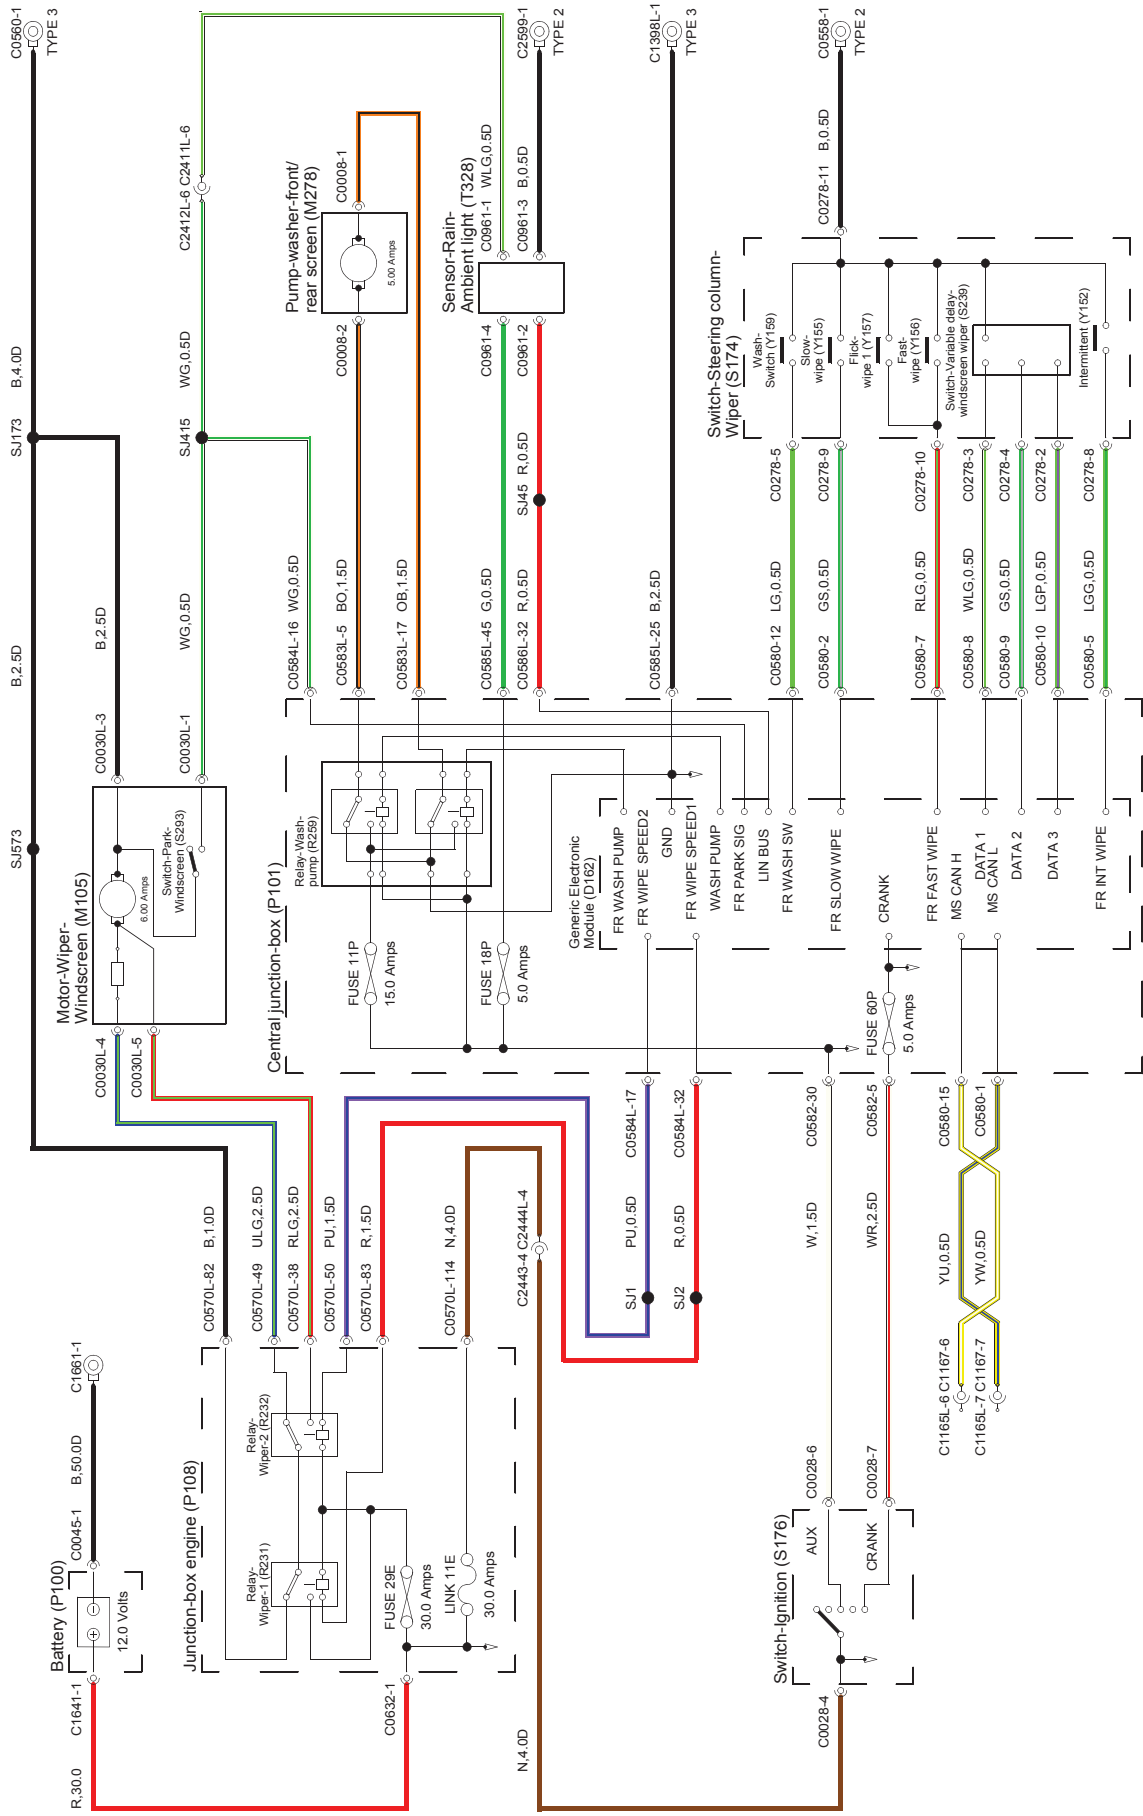 C0560-1
TYPE 3
B,4.0D
SJ173
B,2.5D
SJ573
B,2.5D
C0030L-3
C2412L-6 C2411L-6
WG,0.5D
SJ415
WG,0.5D
C0030L-1
Motor-Wiper-
Windscreen (M105)
6.00 Amps
Switch-Park-
Windscreen (S293)
C0030L-4
C0030L-5
Pump-washer-front/
rear screen (M278)
5.00 Amps
C0008-1
C0008-2
C2599-1
TYPE 2
Sensor-Rain-
Ambient light (T328)
C0961-1 WLG,0.5D
C0961-3 B,0.5D
C0961-4
C0961-2
SJ45 R,0.5D
C0584L-16 WG,0.5D
C0583L-5 BO,1.5D
C0583L-17 OB,1.5D
C0585L-45 G,0.5D
C0586L-32 R,0.5D
C1398L-1
TYPE 3
C0585L-25 B,2.5D
C0558-1
TYPE 2
C0278-11 B,0.5D
Switch-Steering column-
Wiper (S174)
Wash-
Switch (Y159)
Slow-
wipe (Y155)
Flick-
wipe 1 (Y157)
Fast-
wipe (Y156)
Switch-Variable delay-
windscreen wiper (S239)
Intermittent (Y152)
C0278-5
C0278-9
C0278-10
C0278-3
C0278-4
C0278-2
C0278-8
C0580-12 LG,0.5D
C0580-2 GS,0.5D
C0580-7 RLG,0.5D
C0580-8 WLG,0.5D
C0580-9 GS,0.5D
C0580-10 LGP,0.5D
C0580-5 LGG,0.5D
Central junction-box (P101)
Relay-Wash-
pump (R259)
FUSE 11P
15.0 Amps
FUSE 18P
5.0 Amps
Generic Electronic
Module (D162)
FR WASH PUMP
FR WIPE SPEED2
GND
FR WIPE SPEED1
WASH PUMP
FR PARK SIG
LIN BUS
FR WASH SW
FR SLOW WIPE
CRANK
FR FAST WIPE
MS CAN H
DATA 1
MS CAN L
DATA 2
DATA 3
FR INT WIPE
FUSE 60P
5.0 Amps
C0584L-17
C0584L-32
C0582-30
C0582-5
C0580-15
C0580-1
PU,0.5D
R,0.5D
SJ1
SJ2
W,1.5D
WR,2.5D
YU,0.5D
YW,0.5D
C1165L-6 C1167-6
C1165L-7 C1167-7
C0570L-82 B,1.0D
C0570L-49 ULG,2.5D
C0570L-38 RLG,2.5D
C0570L-50 PU,1.5D
C0570L-83 R,1.5D
C0570L-114 N,4.0D
C2443-4 C2444L-4
Junction-box engine (P108)
Relay-
Wiper-2 (R232)
Relay-
Wiper-1 (R231)
FUSE 29E
30.0 Amps
LINK 11E
30.0 Amps
C1661-1
B,50.0D
C0045-1
Battery (P100)
12.0 Volts
C1641-1
R,30.0
C0632-1
N,4.0D
C0028-6
C0028-7
Switch-Ignition (S176)
AUX
CRANK
C0028-4